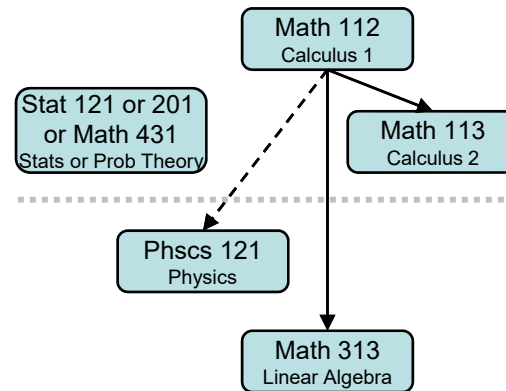 Math 112
Calculus 1
Stat 121 or 201
or Math 431
Stats or Prob Theory
Math 113
Calculus 2
Phscs 121
Physics
Math 313
Linear Algebra